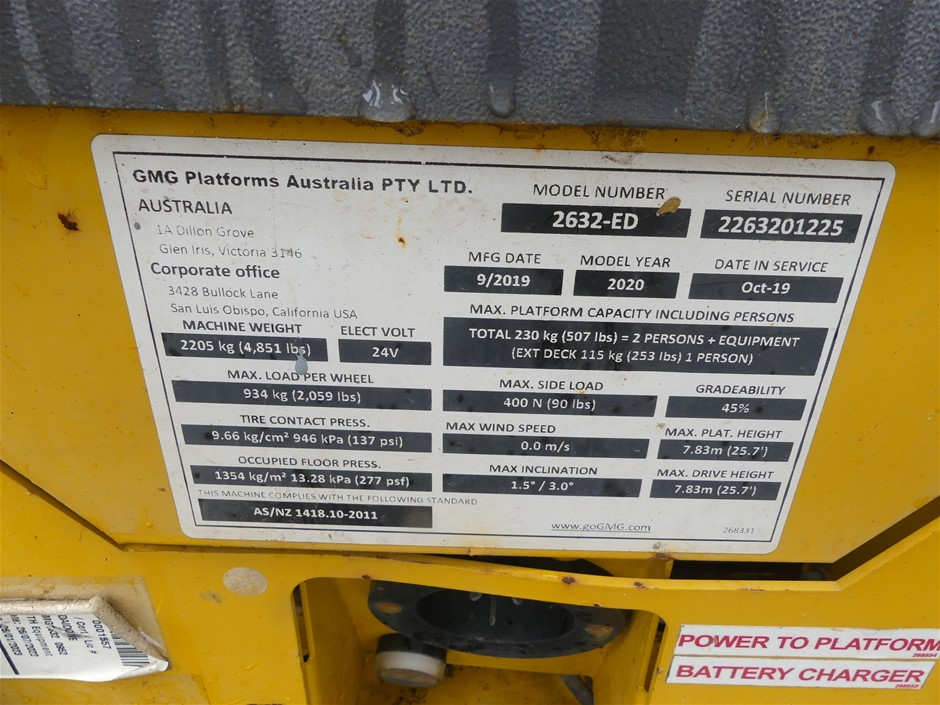 GMG Platforms Australia PTY LTD.
AUSTRALIA
1A Dillon Grove
Glen Iris, Victoria 3146
Corporate office
3428 Bullock Lane
San Luis Obispo, California USA
MODEL NUMBER
2632-ED
SERIAL NUMBER
2263201225
MFG DATE
9/2019
MODEL YEAR
2020
DATE IN SERVICE
Oct-19
MACHINE WEIGHT
2205 kg (4,851 lbs)
ELECT VOLT
24V
MAX. PLATFORM CAPACITY INCLUDING PERSONS
TOTAL 230 kg (507 lbs) = 2 PERSONS + EQUIPMENT
(EXT DECK 115 kg (253 lbs) 1 PERSON)
MAX. LOAD PER WHEEL
934 kg (2,059 lbs)
MAX. SIDE LOAD
400 N (90 lbs)
GRADEABILITY
45%
TIRE CONTACT PRESS.
9.66 kg/cm² 946 kPa (137 psi)
MAX WIND SPEED
0.0 m/s
MAX. PLAT. HEIGHT
7.83m (25.7')
OCCUPIED FLOOR PRESS.
1354 kg/m² 13.28 kPa (277 psf)
MAX INCLINATION
1.5° / 3.0°
MAX. DRIVE HEIGHT
7.83m (25.7')
THIS MACHINE COMPLIES WITH THE FOLLOWING STANDARD
AS/NZ 1418.10-2011
www.goGMG.com
268331
POWER TO PLATFORM
BATTERY CHARGER
0001557